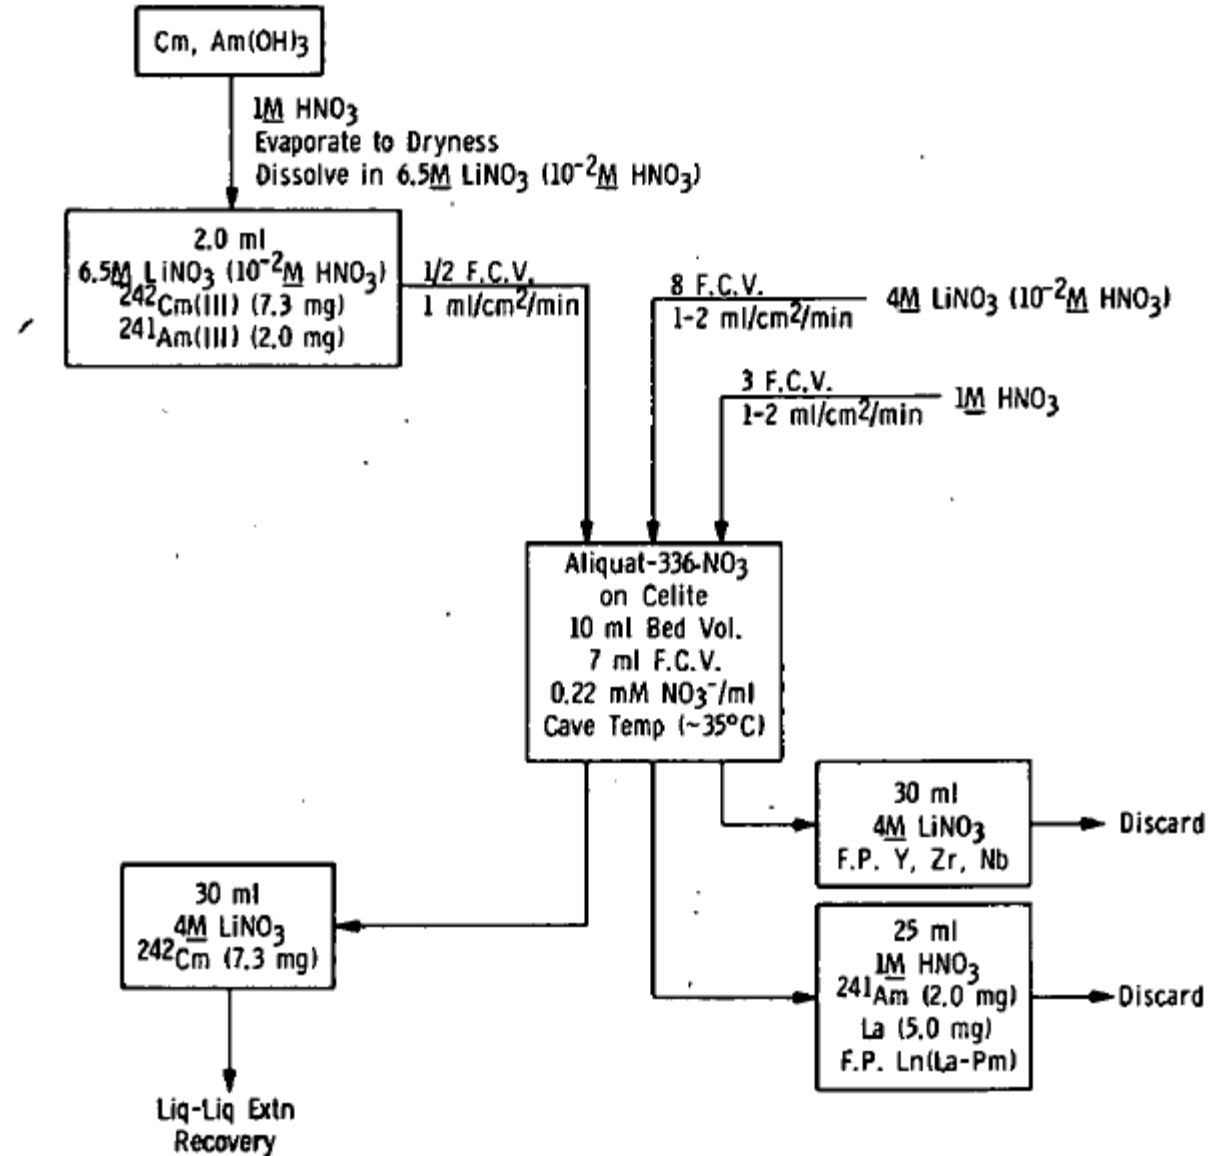 Cm, Am(OH)3
1M HNO3
Evaporate to Dryness
Dissolve in 6.5M LiNO3 (10-2M HNO3)
2.0 ml
6.5M LiNO3 (10-2M HNO3)
242Cm(III) (7.3 mg)
241Am(III) (2.0 mg)
1/2 F.C.V.
1 ml/cm2/min
8 F.C.V.
1-2 ml/cm2/min
4M LiNO3 (10-2M HNO3)
3 F.C.V.
1-2 ml/cm2/min
1M HNO3
Aliquat-336-NO3
on Celite
10 ml Bed Vol.
7 ml F.C.V.
0.22 mM NO3-/ml
Cave Temp (~35°C)
30 ml
4M LiNO3
F.P. Y, Zr, Nb
Discard
30 ml
4M LiNO3
242Cm (7.3 mg)
25 ml
1M HNO3
241Am (2.0 mg)
La (5.0 mg)
F.P. Ln(La-Pm)
Discard
Liq-Liq Extn
Recovery